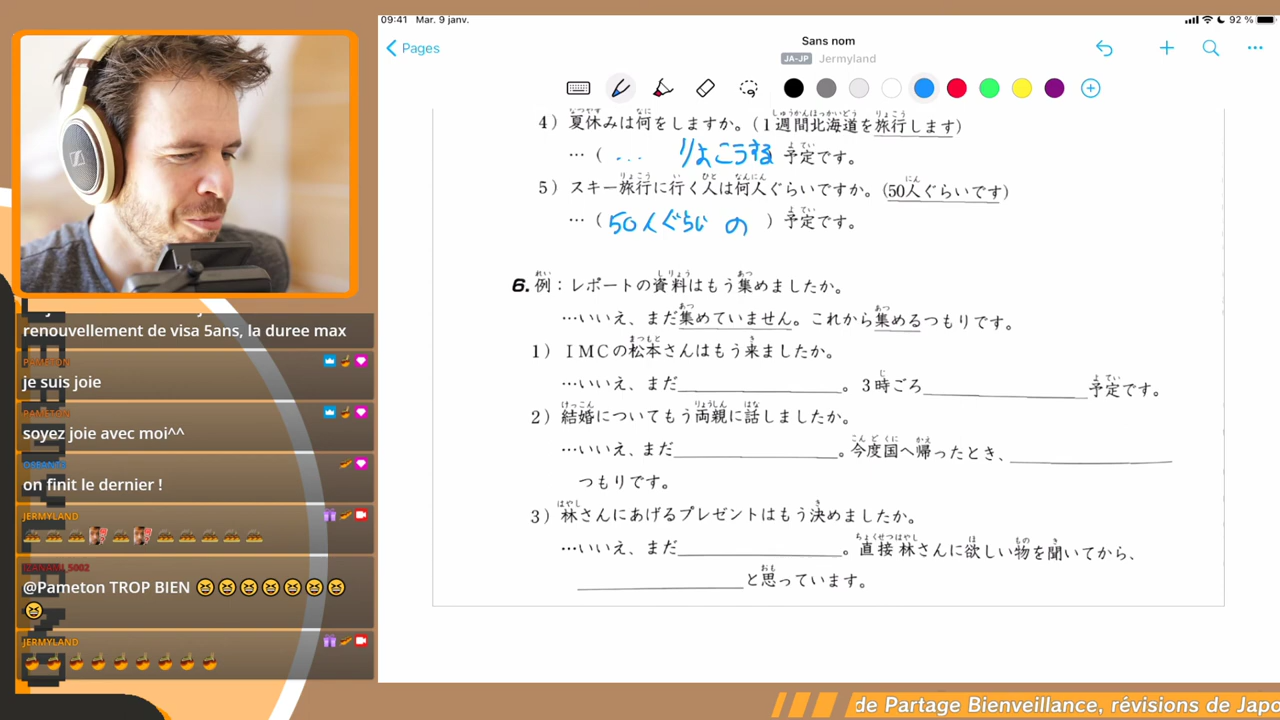 09:41 Mar. 9 janv.
92 %
Pages
Sans nom
JA-JP Jermyland
4) 夏休みは何をしますか。(1週間北海道を旅行します)
… ( ... りょこうする 予定です。
5) スキー旅行に行く人は何人ぐらいですか。(50人ぐらいです)
… ( 50人ぐらい の ) 予定です。
6. 例：レポートの資料はもう集めましたか。
…いいえ、まだ集めていません。これから集めるつもりです。
1) IMCの松本さんはもう来ましたか。
…いいえ、まだ＿＿＿＿＿＿。3時ごろ＿＿＿＿＿＿予定です。
2) 結婚についてもう両親に話しましたか。
…いいえ、まだ＿＿＿＿＿＿。今度国へ帰ったとき、＿＿＿＿＿＿
つもりです。
3) 林さんにあげるプレゼントはもう決めましたか。
…いいえ、まだ＿＿＿＿＿＿。直接林さんに欲しい物を聞いてから、
＿＿＿＿＿＿と思っています。
renouvellement de visa 5ans, la duree max
PAMETON
je suis joie
PAMETON
soyez joie avec moi^^
on finit le dernier !
JERMYLAND
@Pameton TROP BIEN
JERMYLAND
de Partage Bienveillance, révisions de Japo